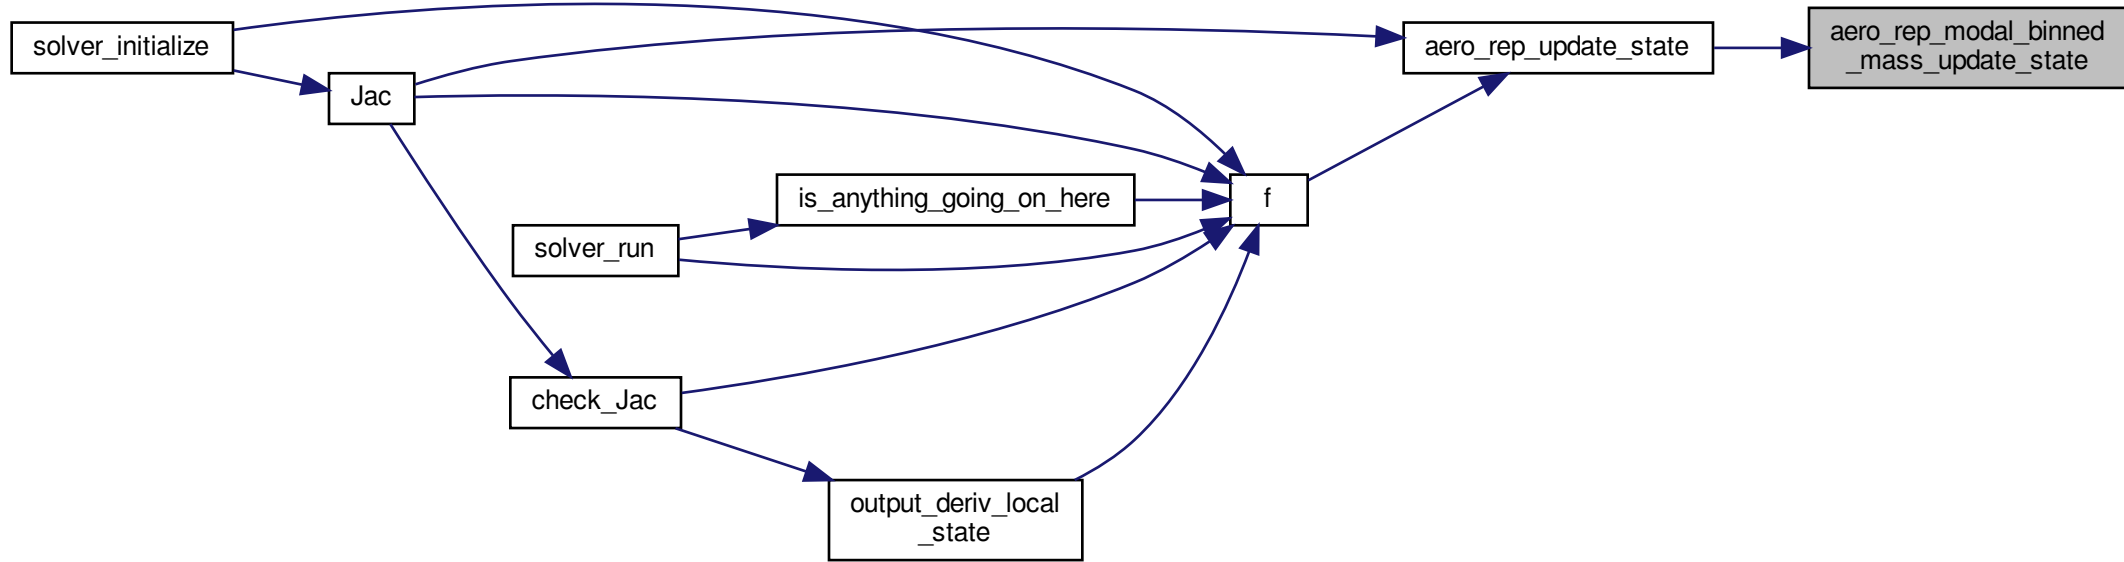 solver_initialize
Jac
aero_rep_update_state
aero_rep_modal_binned
_mass_update_state
is_anything_going_on_here
f
solver_run
check_Jac
output_deriv_local
_state